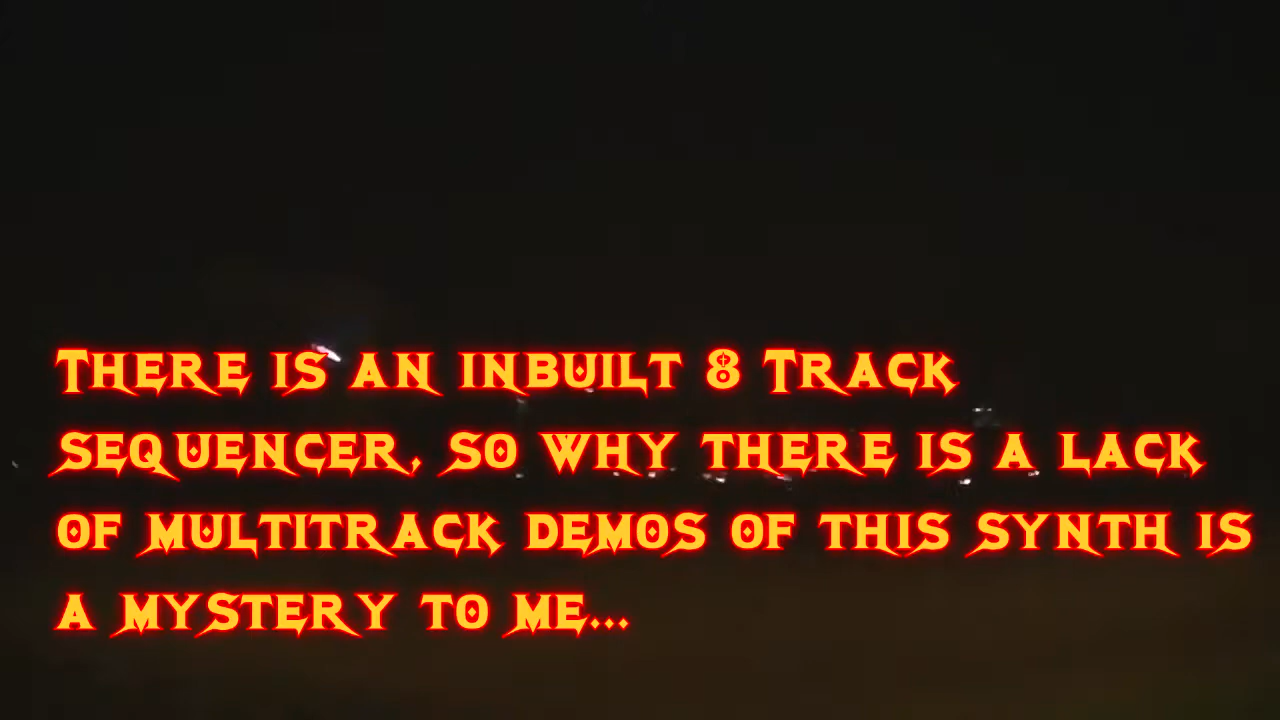 There is an inbuilt 8 Track
sequencer, so why there is a lack
of multitrack demos of this synth is
a mystery to me...